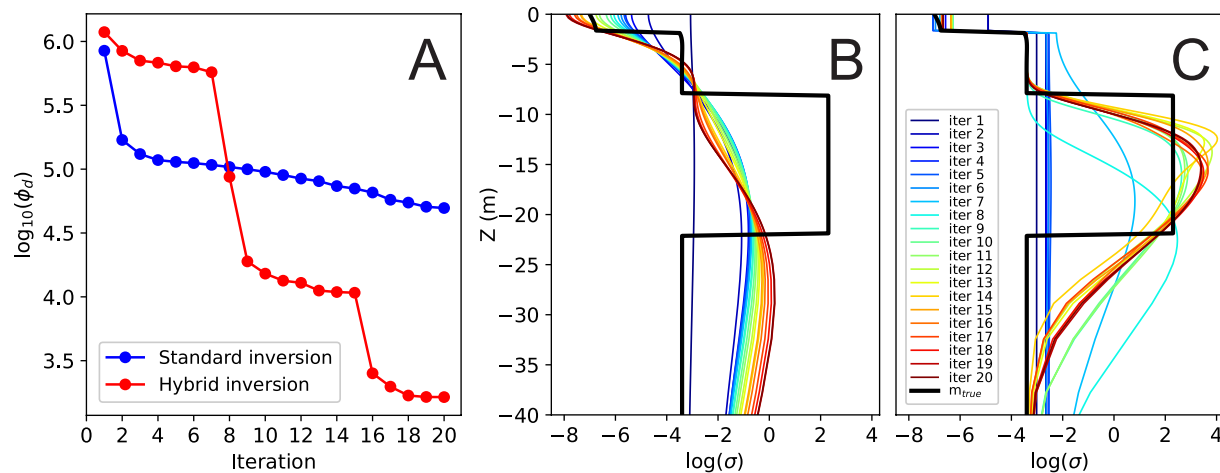 A
6.0
5.5
5.0
4.5
4.0
3.5
log₁₀(ϕ_d)
0 2 4 6 8 10 12 14 16 18 20
Iteration
Standard inversion
Hybrid inversion
B
0
−5
−10
−15
−20
−25
−30
−35
−40
Z (m)
−8 −6 −4 −2 0 2 4
log(σ)
C
iter 1
iter 2
iter 3
iter 4
iter 5
iter 6
iter 7
iter 8
iter 9
iter 10
iter 11
iter 12
iter 13
iter 14
iter 15
iter 16
iter 17
iter 18
iter 19
iter 20
m_true
−8 −6 −4 −2 0 2 4
log(σ)